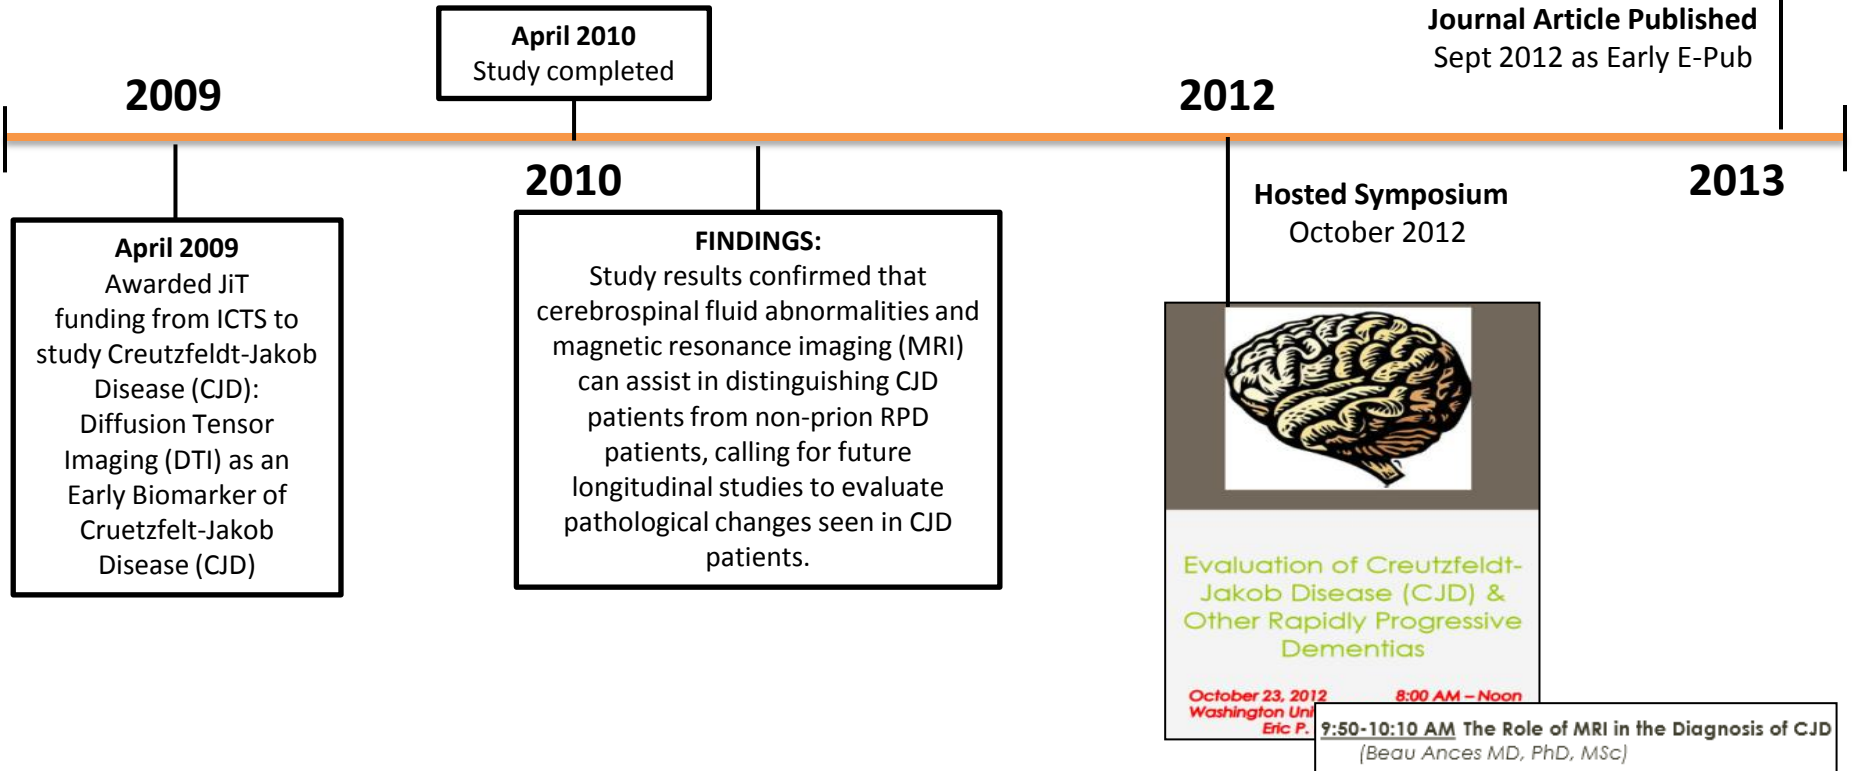 2009
April 2010
Study completed
2012
Journal Article Published
Sept 2012 as Early E-Pub
2010
2013
April 2009
Awarded JiT
funding from ICTS to
study Creutzfeldt-Jakob
Disease (CJD):
Diffusion Tensor
Imaging (DTI) as an
Early Biomarker of
Cruetzfelt-Jakob
Disease (CJD)
FINDINGS:
Study results confirmed that
cerebrospinal fluid abnormalities and
magnetic resonance imaging (MRI)
can assist in distinguishing CJD
patients from non-prion RPD
patients, calling for future
longitudinal studies to evaluate
pathological changes seen in CJD
patients.
Hosted Symposium
October 2012
Evaluation of Creutzfeldt-
Jakob Disease (CJD) &
Other Rapidly Progressive
Dementias
October 23, 2012 8:00 AM – Noon
Washington Uni
Eric P.
9:50-10:10 AM The Role of MRI in the Diagnosis of CJD
(Beau Ances MD, PhD, MSc)